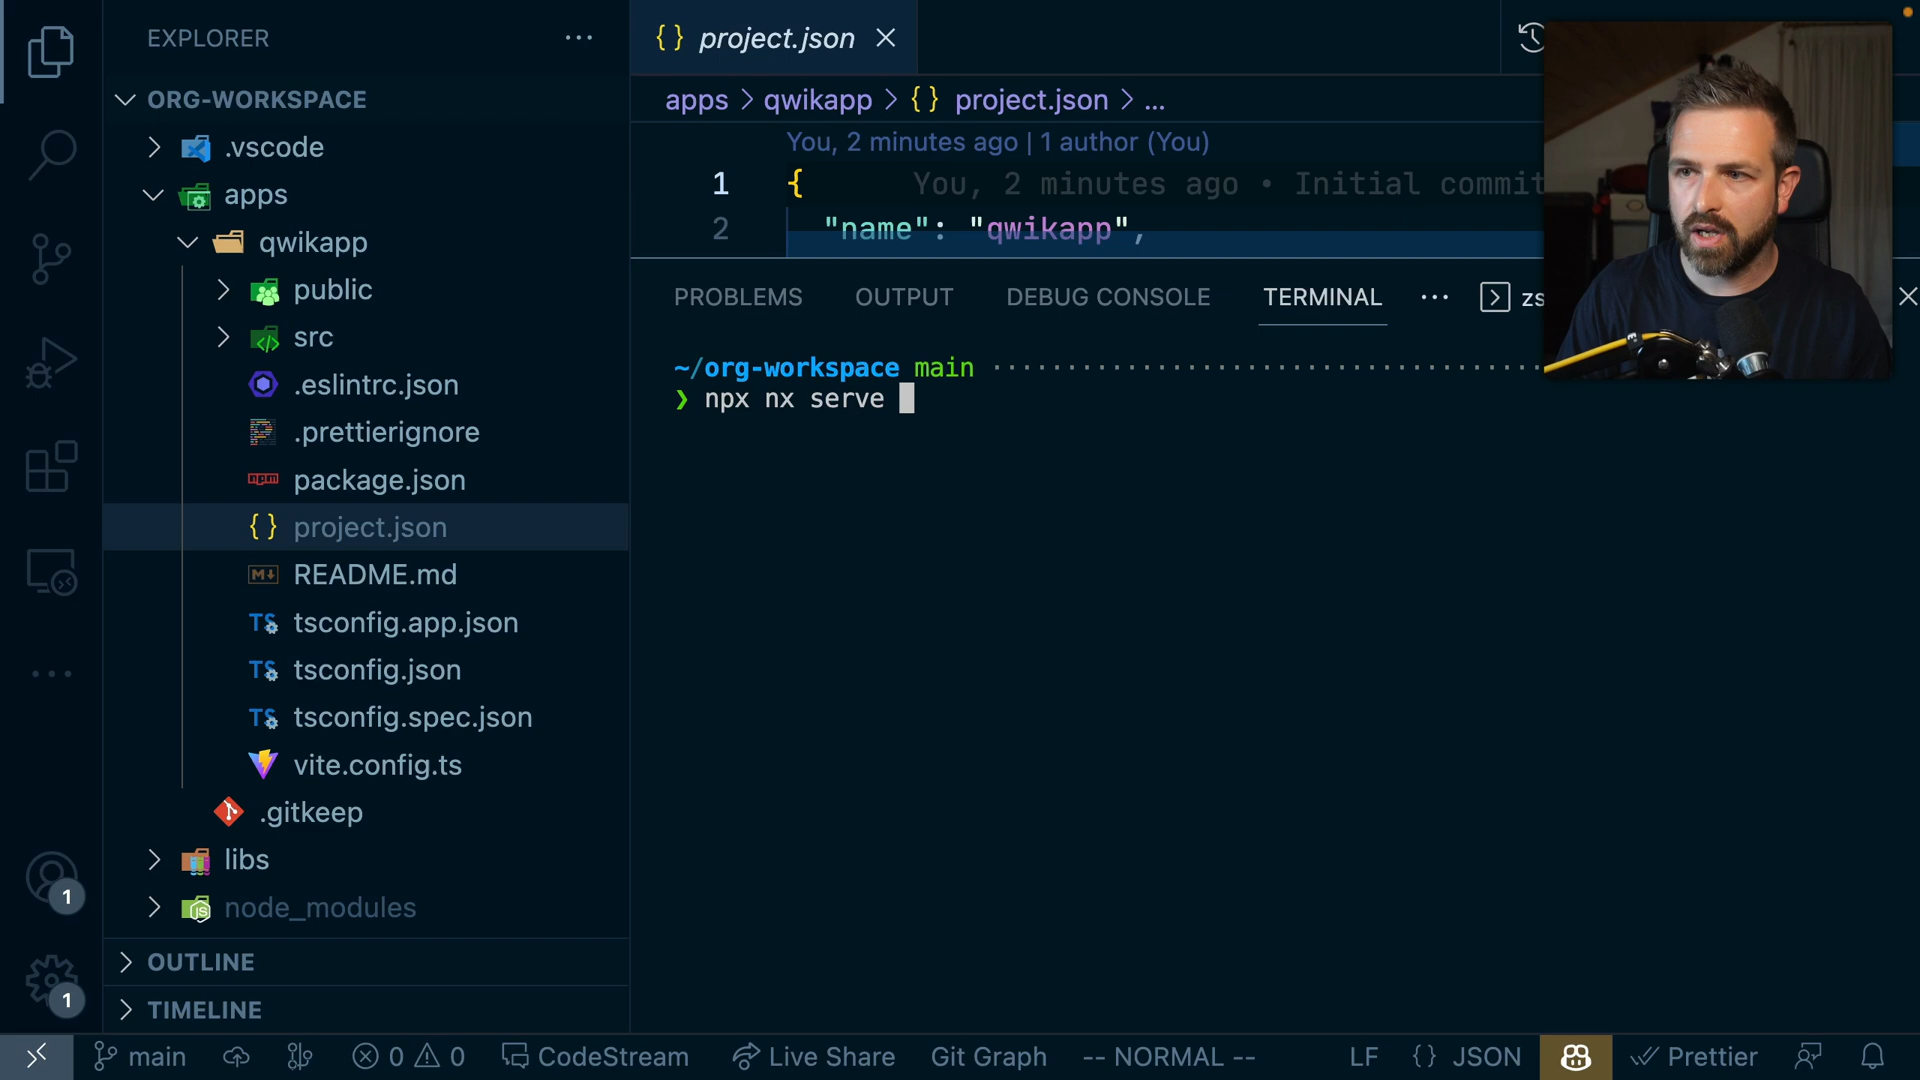 EXPLORER
ORG-WORKSPACE
.vscode
apps
qwikapp
public
src
.eslintrc.json
.prettierignore
package.json
project.json
README.md
tsconfig.app.json
tsconfig.json
tsconfig.spec.json
vite.config.ts
.gitkeep
libs
node_modules
OUTLINE
TIMELINE
1
1
{} project.json
apps > qwikapp > {} project.json > ...
You, 2 minutes ago | 1 author (You)
1 { You, 2 minutes ago • Initial commit
2 "name": "qwikapp",
PROBLEMS OUTPUT DEBUG CONSOLE TERMINAL ... zs
~/org-workspace main
❯ npx nx serve
main 0 0 CodeStream Live Share Git Graph -- NORMAL -- LF {} JSON Prettier